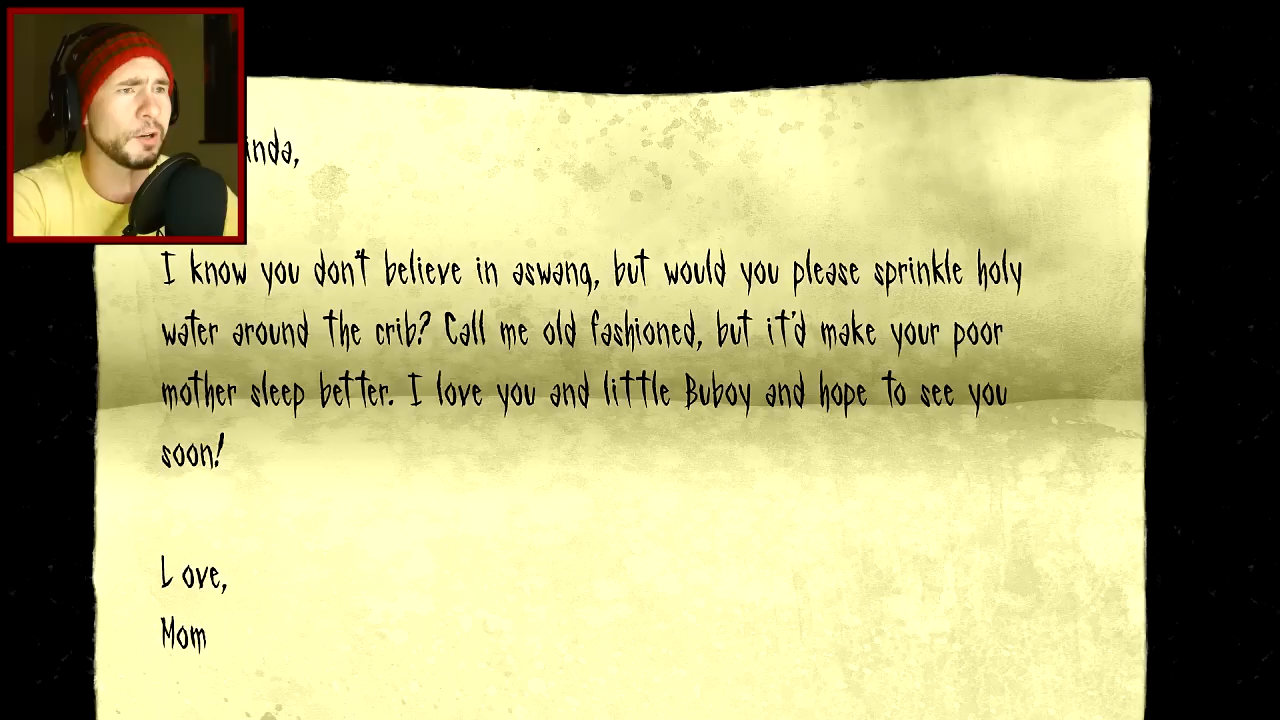 I know you don't believe in aswang, but would you please sprinkle holy
water around the crib? Call me old fashioned, but it'd make your poor
mother sleep better. I love you and little Buboy and hope to see you
soon!
L ove,
Mom